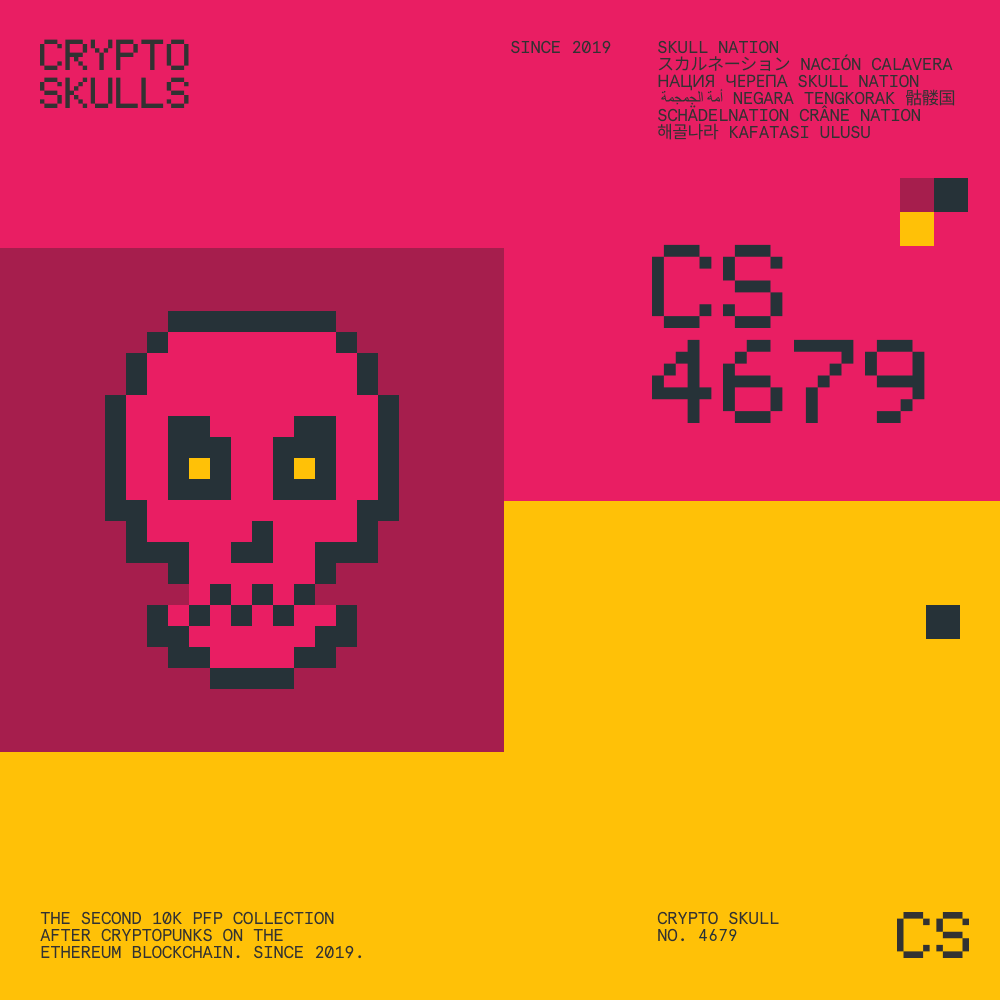 CRYPTO
SKULLS
SINCE 2019
SKULL NATION
スカルネーション NACIÓN CALAVERA
НАЦИЯ ЧЕРЕПА SKULL NATION
أمة الجمجمة NEGARA TENGKORAK 骷髅国
SCHÄDELNATION CRÂNE NATION
해골나라 KAFATASI ULUSU
CS
4679
THE SECOND 10K PFP COLLECTION
AFTER CRYPTOPUNKS ON THE
ETHEREUM BLOCKCHAIN. SINCE 2019.
CRYPTO SKULL
NO. 4679
CS